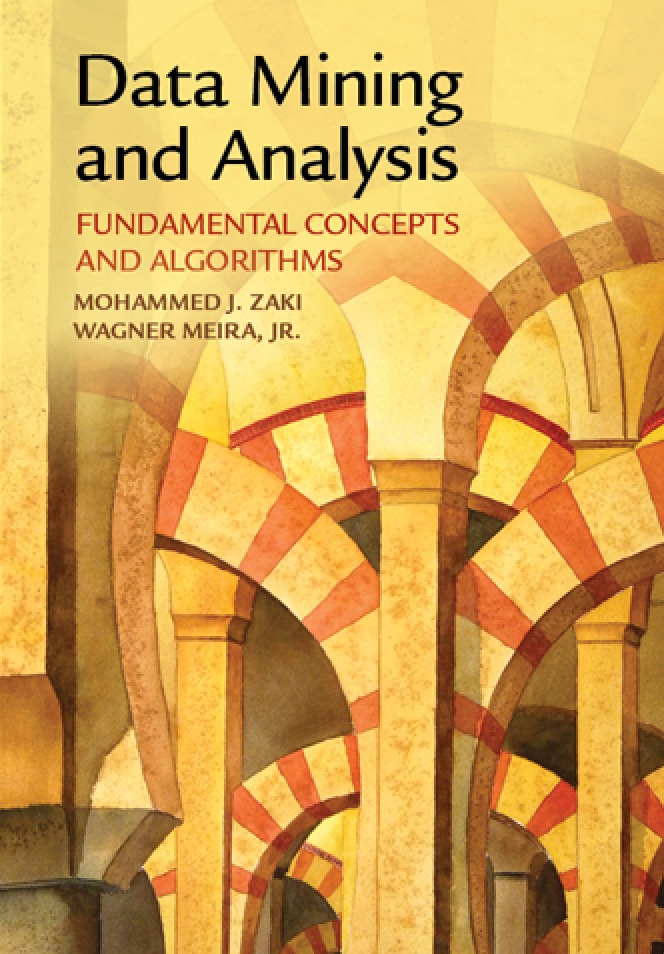 Data Mining
and Analysis
FUNDAMENTAL CONCEPTS
AND ALGORITHMS
MOHAMMED J. ZAKI
WAGNER MEIRA, JR.